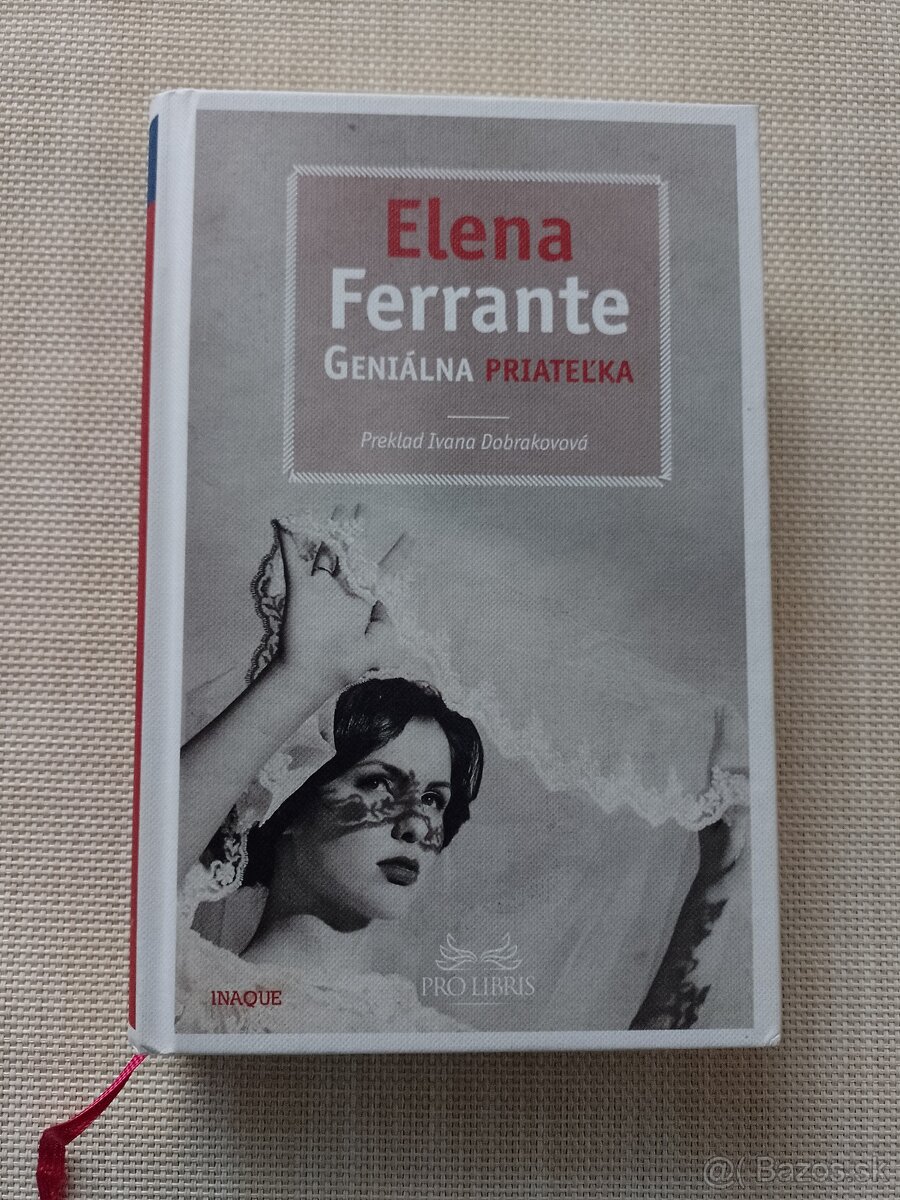 Elena
Ferrante
GENIÁLNA PRIATEĽKA
Preklad Ivana Dobrakovová
PRO LIBRIS
INAQUE
@( Bazos.sk